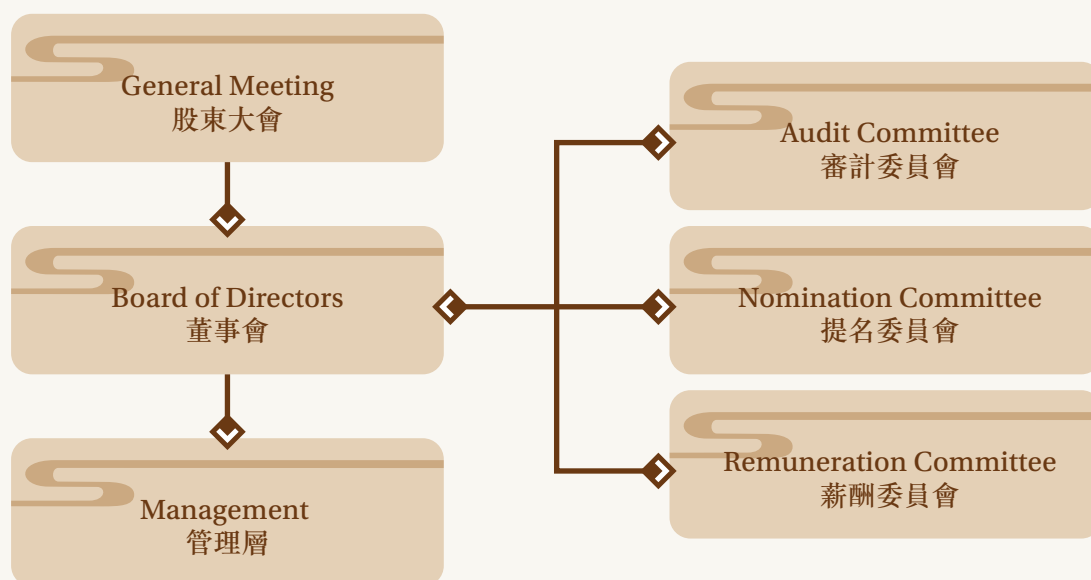 General Meeting
股東大會
Board of Directors
董事會
Management
管理層
Audit Committee
審計委員會
Nomination Committee
提名委員會
Remuneration Committee
薪酬委員會